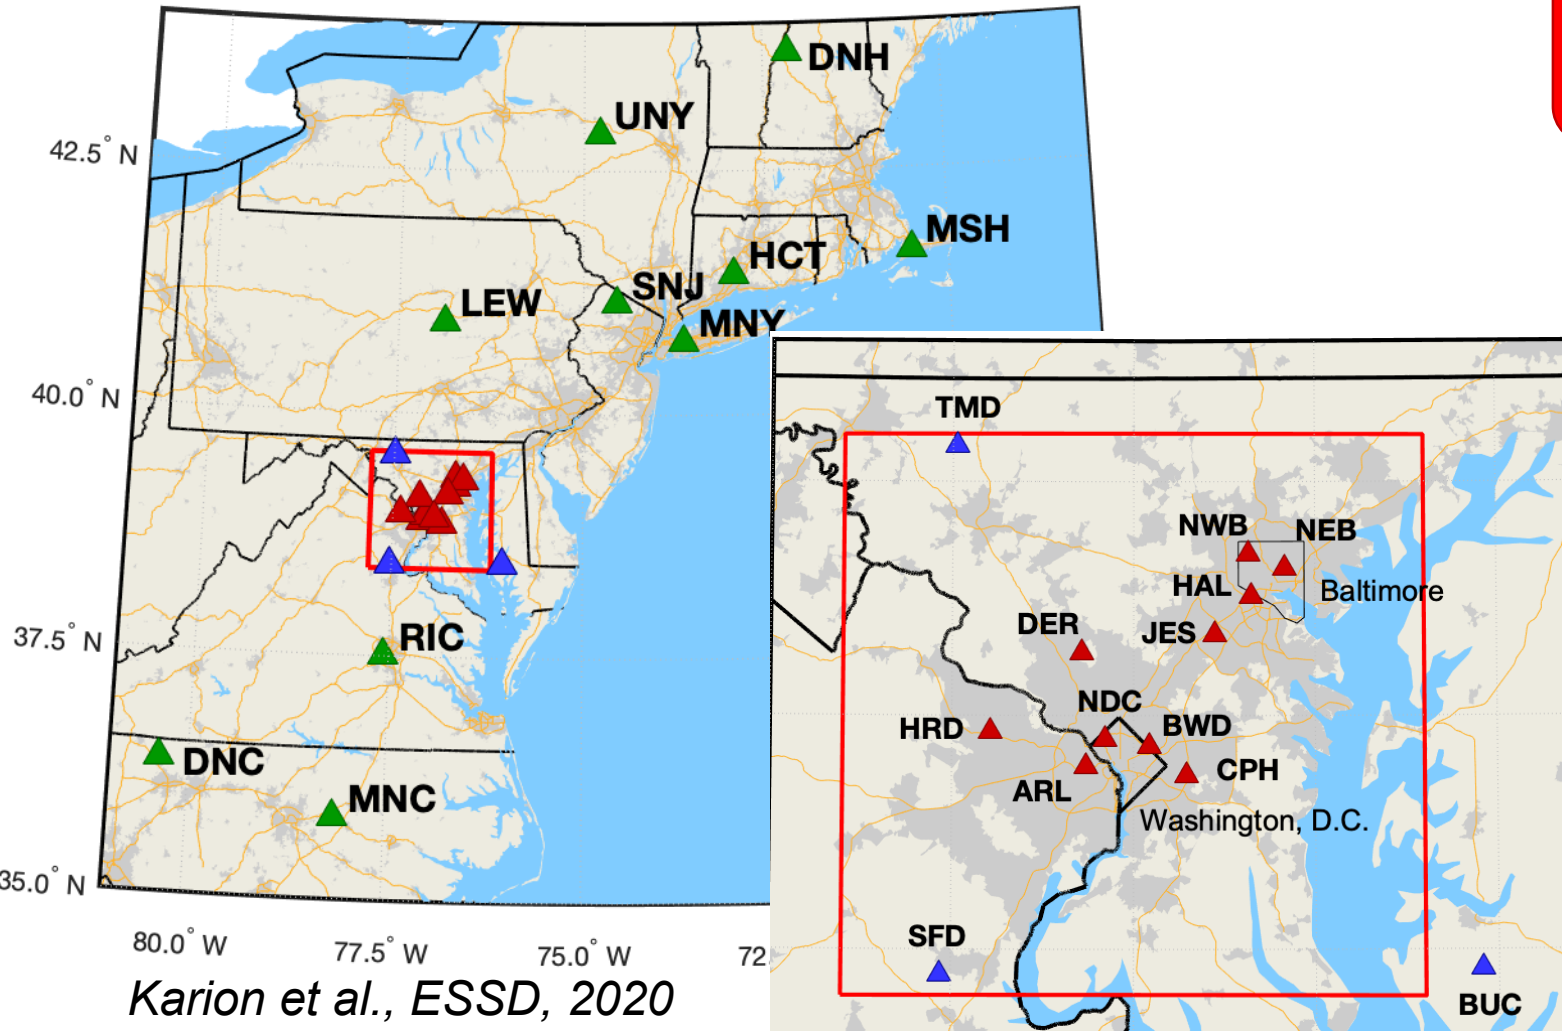 DNH
UNY
42.5° N
MSH
HCT
SNJ
LEW
MNY
40.0° N
TMD
NWB
NEB
HAL
Baltimore
DER
JES
37.5° N
RIC
NDC
HRD
BWD
DNC
CPH
ARL
MNC
Washington, D.C.
35.0° N
SFD
80.0° W
77.5° W
75.0° W
72
BUC
Karion et al., ESSD, 2020